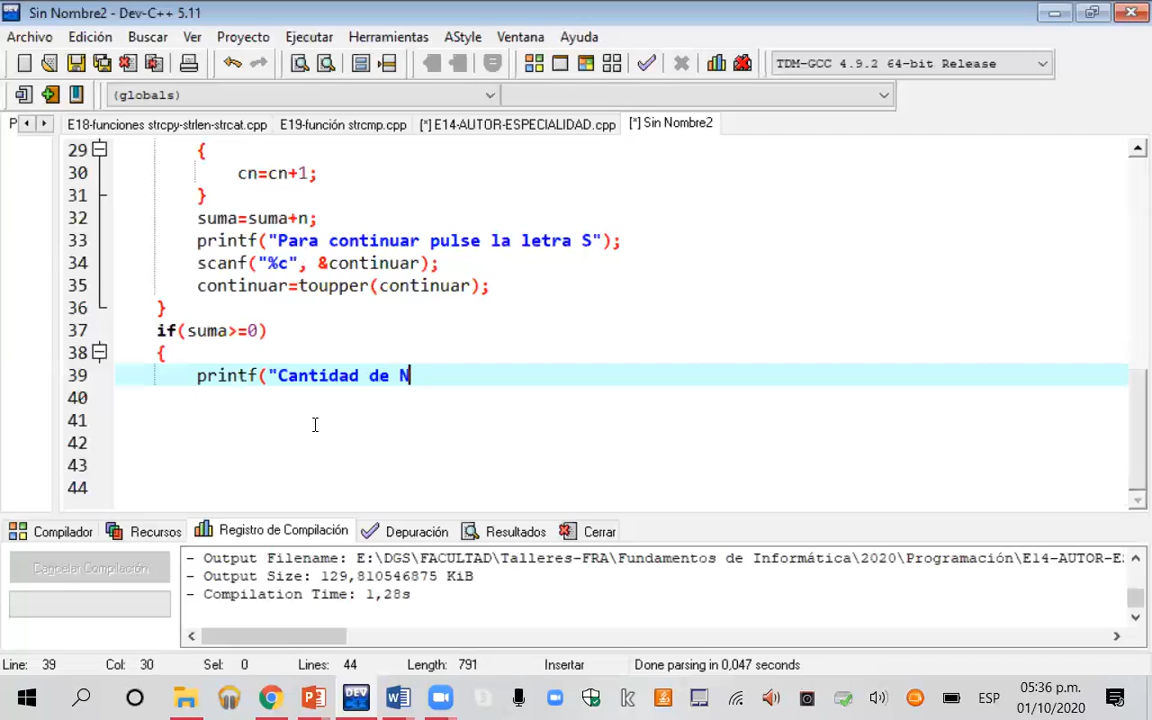 Sin Nombre2 - Dev-C++ 5.11
Archivo Edición Buscar Ver Proyecto Ejecutar Herramientas AStyle Ventana Ayuda
TDM-GCC 4.9.2 64-bit Release
(globals)
P E18-funciones strcpy-strlen-strcat.cpp E19-función strcmp.cpp [*] E14-AUTOR-ESPECIALIDAD.cpp [*] Sin Nombre2
29 {
30 cn=cn+1;
31 }
32 suma=suma+n;
33 printf("Para continuar pulse la letra S");
34 scanf("%c", &continuar);
35 continuar=toupper(continuar);
36 }
37 if(suma>=0)
38 {
39 printf("Cantidad de N
40
41
42
43
44
Compilador Recursos Registro de Compilación Depuración Resultados Cerrar
Cancelar Compilación
- Output Filename: E:\DGS\FACULTAD\Talleres-FRA\Fundamentos de Informática\2020\Programación\E14-AUTOR-E
- Output Size: 129,810546875 KiB
- Compilation Time: 1,28s
Line: 39 Col: 30 Sel: 0 Lines: 44 Length: 791 Insertar Done parsing in 0,047 seconds
DEV ESP 05:36 p.m.
01/10/2020